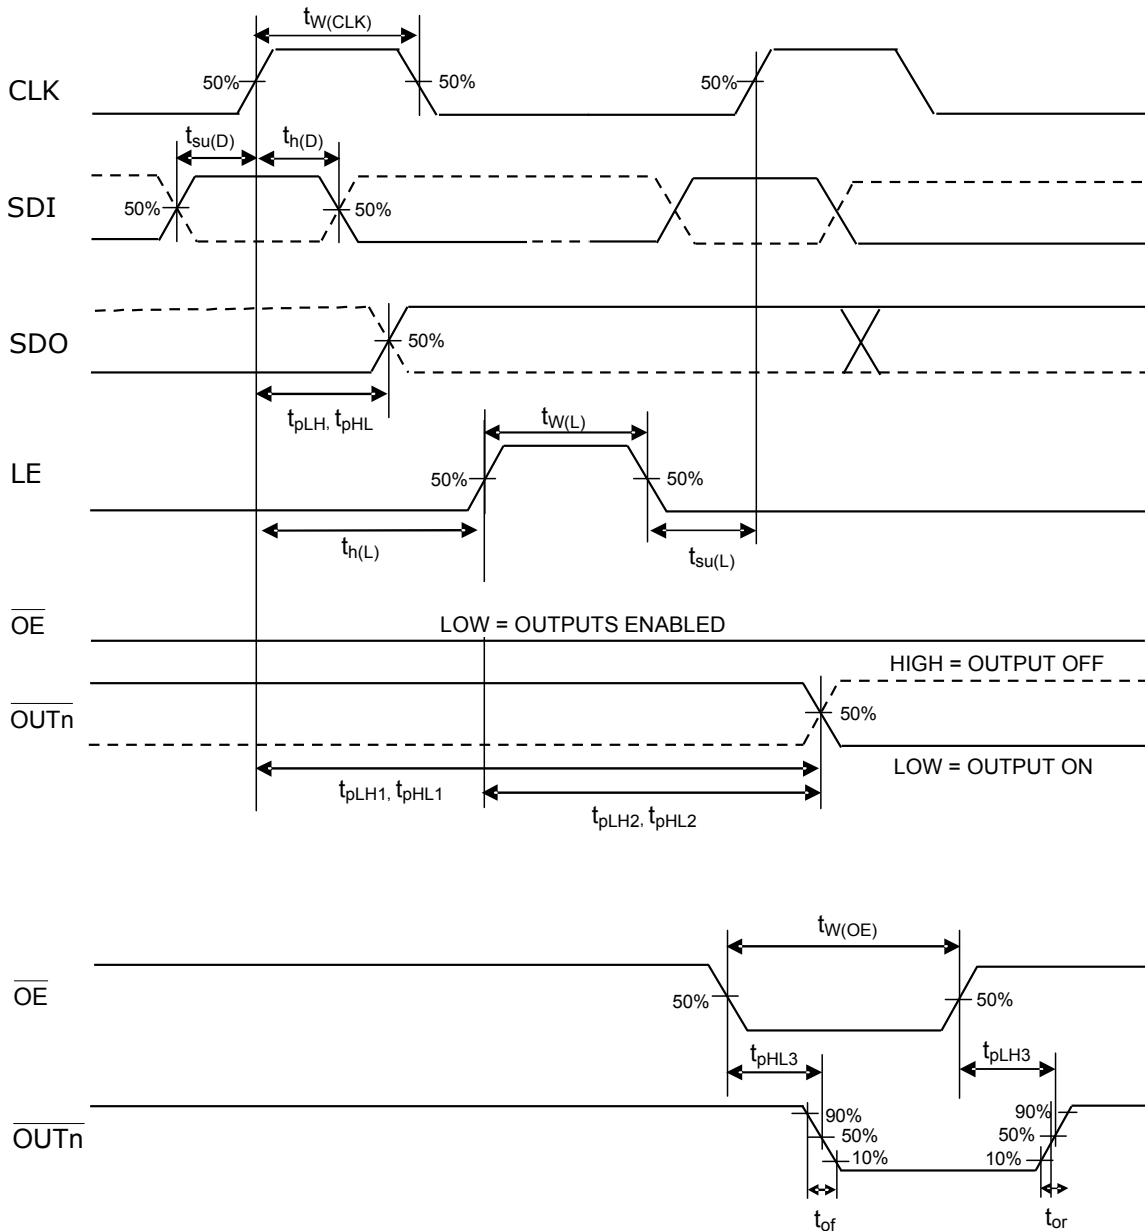 tW(CLK)
CLK
50%
50%
50%
tsu(D)
th(D)
SDI
50%
50%
SDO
50%
tpLH, tpHL
tW(L)
LE
50%
50%
th(L)
tsu(L)
OE
LOW = OUTPUTS ENABLED
HIGH = OUTPUT OFF
OUTn
50%
LOW = OUTPUT ON
tpLH1, tpHL1
tpLH2, tpHL2
tW(OE)
OE
50%
50%
tpHL3
tpLH3
OUTn
90%
50%
10%
90%
50%
10%
tof
tor